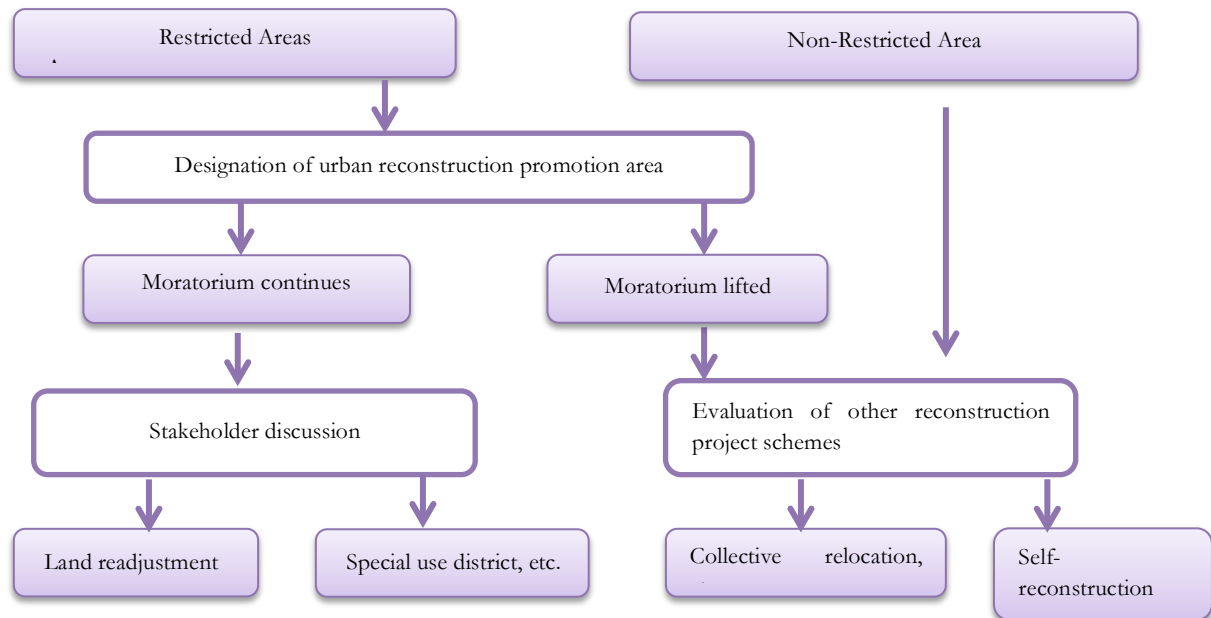 Restricted Areas
Non-Restricted Area
Designation of urban reconstruction promotion area
Moratorium continues
Moratorium lifted
Stakeholder discussion
Evaluation of other reconstruction
project schemes
Land readjustment
Special use district, etc.
Collective relocation,
Self-
reconstruction